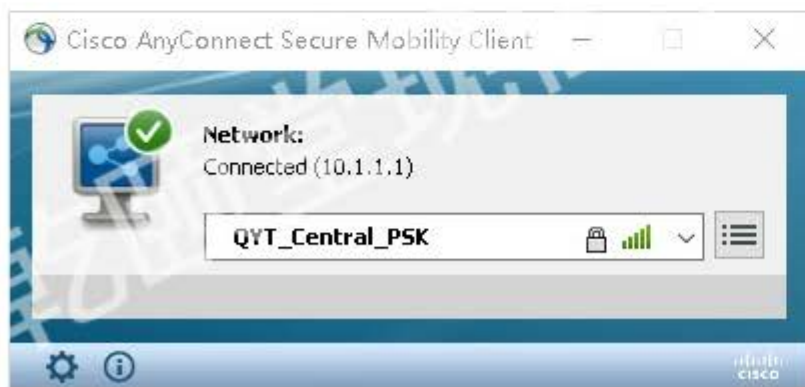 Cisco AnyConnect Secure Mobility Client
Network:
Connected (10.1.1.1)
QYT_Central_PSK
CISCO